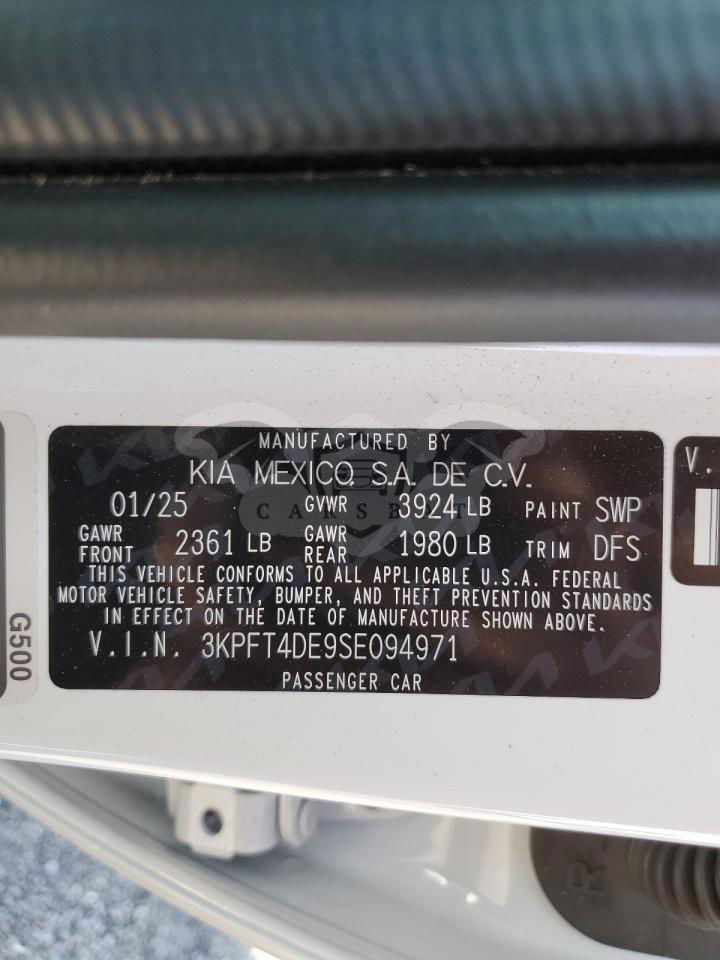 MANUFACTURED BY
KIA MEXICO, S.A. DE C.V.
01/25 GVWR 3924 LB PAINT SWP
GAWR FRONT 2361 LB GAWR REAR 1980 LB TRIM DFS
THIS VEHICLE CONFORMS TO ALL APPLICABLE U.S.A. FEDERAL
MOTOR VEHICLE SAFETY, BUMPER, AND THEFT PREVENTION STANDARDS
IN EFFECT ON THE DATE OF MANUFACTURE SHOWN ABOVE.
V.I.N. 3KPFT4DE9SE094971
PASSENGER CAR
G500
V.
R